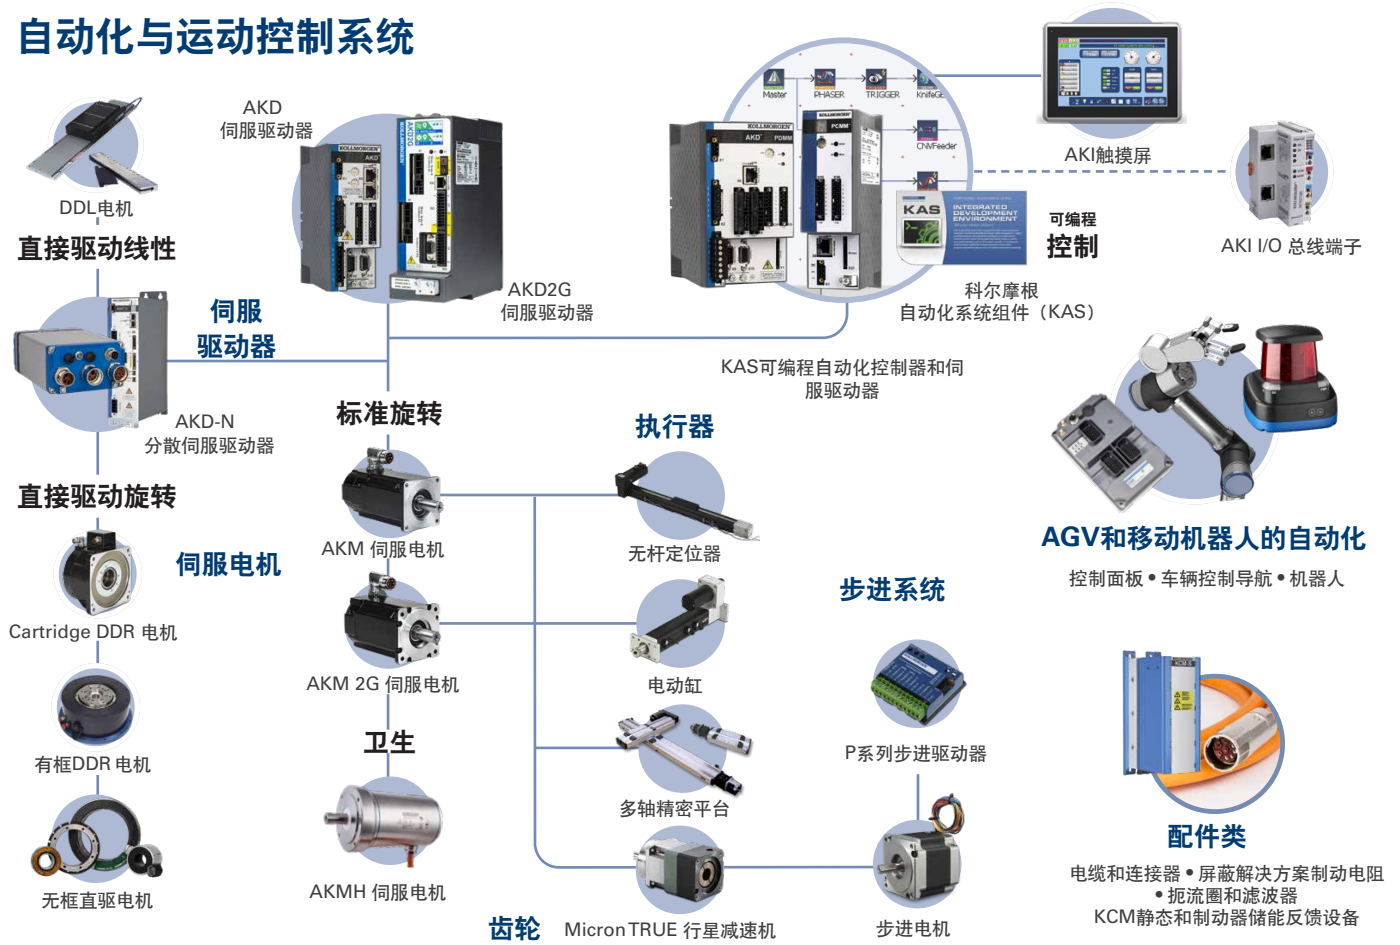 自动化与运动控制系统
DDL电机
直接驱动线性
AKD
伺服驱动器
KOLLMORGEN
AKD
KOLLMORGEN
AKD2G
AKD2G
伺服驱动器
伺服
驱动器
AKD-N
分散伺服驱动器
Master
PHASER
TRIGGER
KnifeGE
CNVFeeder
KOLLMORGEN
AKD
PDMM
KOLLMORGEN
PCMM
KAS
INTEGRATED
DEVELOPMENT
ENVIRONMENT
科尔摩根
自动化系统组件（KAS）
可编程
控制
AKI触摸屏
AKI I/O 总线端子
KAS可编程自动化控制器和伺
服驱动器
直接驱动旋转
Cartridge DDR 电机
有框DDR 电机
无框直驱电机
伺服电机
标准旋转
AKM 伺服电机
AKM 2G 伺服电机
卫生
AKMH 伺服电机
执行器
无杆定位器
电动缸
多轴精密平台
齿轮
Micron TRUE 行星减速机
步进系统
P系列步进驱动器
步进电机
AGV和移动机器人的自动化
控制面板 • 车辆控制导航 • 机器人
KCM-S
配件类
电缆和连接器 • 屏蔽解决方案制动电阻
• 扼流圈和滤波器
KCM静态和制动器储能反馈设备